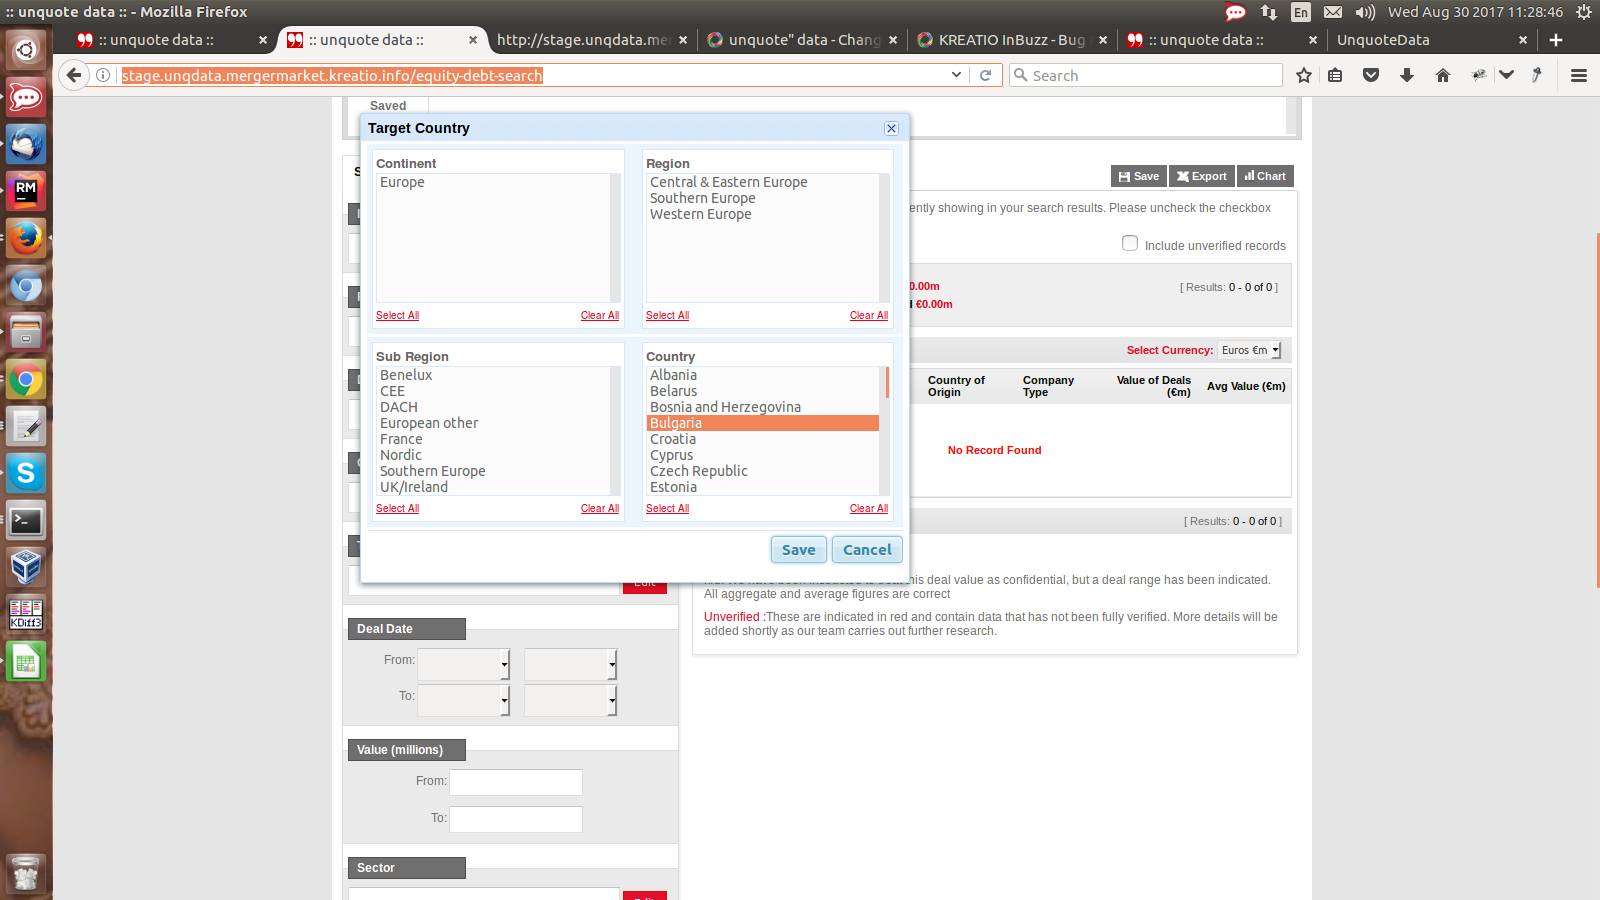 :: unquote data :: - Mozilla Firefox
En
Wed Aug 30 2017 11:28:46
:: unquote data ::
:: unquote data ::
http://stage.unqdata.me
unquote" data - Chang
KREATIO InBuzz - Bug
:: unquote data ::
UnquoteData
stage.unqdata.mergermarket.kreatio.info/equity-debt-search
Search
Saved
Target Country
Continent
Europe
Select All
Clear All
Region
Central & Eastern Europe
Southern Europe
Western Europe
Select All
Clear All
Sub Region
Benelux
CEE
DACH
European other
France
Nordic
Southern Europe
UK/Ireland
Select All
Clear All
Country
Albania
Belarus
Bosnia and Herzegovina
Bulgaria
Croatia
Cyprus
Czech Republic
Estonia
Select All
Clear All
Save
Cancel
Save
Export
Chart
ently showing in your search results. Please uncheck the checkbox
Include unverified records
0.00m
[ Results: 0 - 0 of 0 ]
d €0.00m
Select Currency: Euros €m
Country of Origin
Company Type
Value of Deals (€m)
Avg Value (€m)
No Record Found
[ Results: 0 - 0 of 0 ]
this deal value as confidential, but a deal range has been indicated.
All aggregate and average figures are correct
Unverified :These are indicated in red and contain data that has not been fully verified. More details will be
added shortly as our team carries out further research.
Deal Date
From:
To:
Value (millions)
From:
To:
Sector
RM
KDiff3